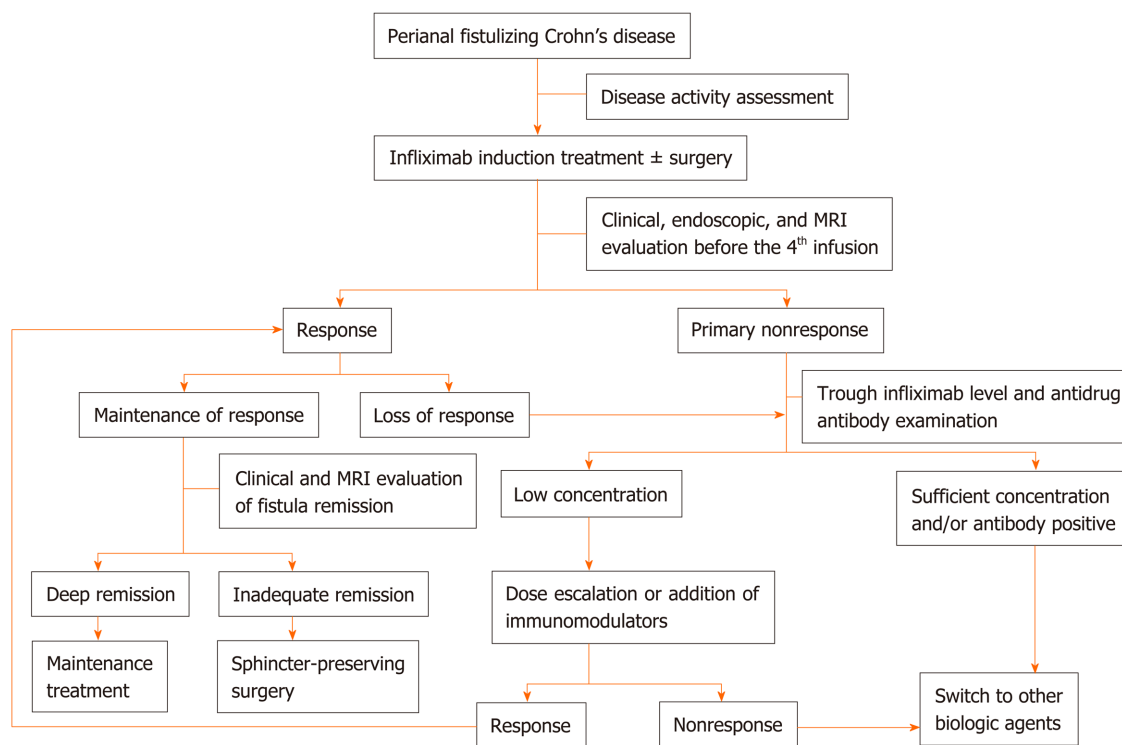 Perianal fistulizing Crohn’s disease
Disease activity assessment
Infliximab induction treatment ± surgery
Clinical, endoscopic, and MRI
evaluation before the 4th infusion
Response
Primary nonresponse
Maintenance of response
Loss of response
Trough infliximab level and antidrug
antibody examination
Clinical and MRI evaluation
of fistula remission
Low concentration
Sufficient concentration
and/or antibody positive
Deep remission
Inadequate remission
Dose escalation or addition of
immunomodulators
Maintenance
treatment
Sphincter-preserving
surgery
Response
Nonresponse
Switch to other
biologic agents